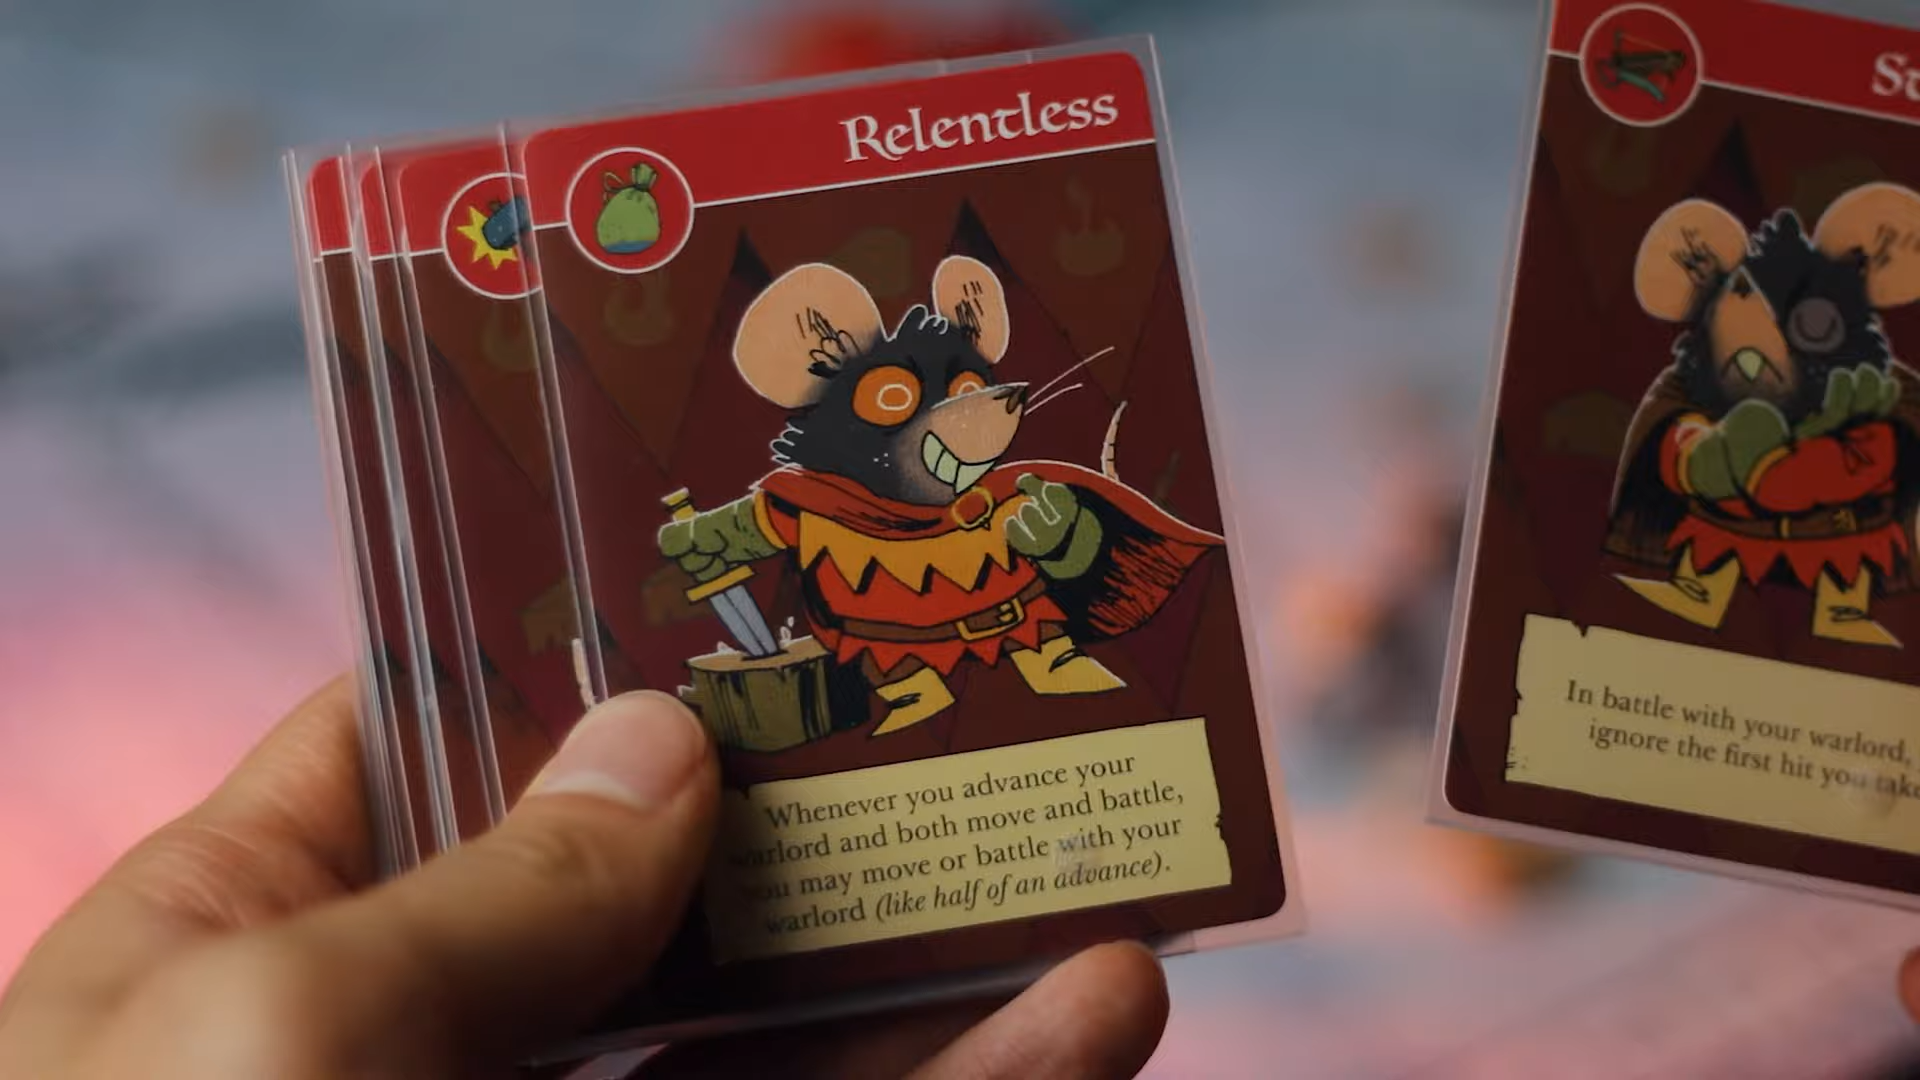 Relentless
Whenever you advance your
warlord and both move and battle,
you may move or battle with your
warlord (like half of an advance).
In battle with your warlord,
ignore the first hit you take